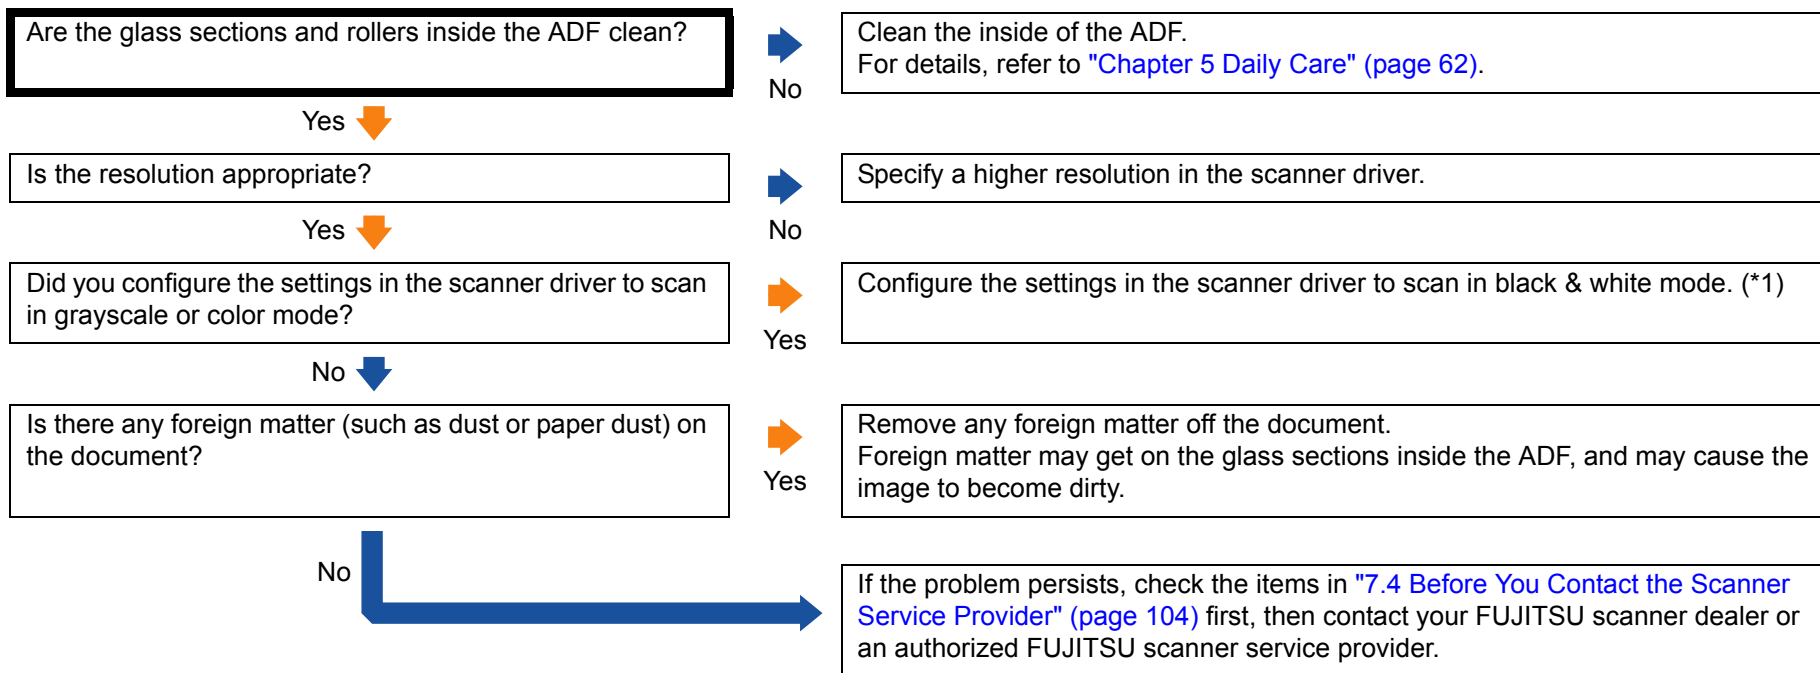 Are the glass sections and rollers inside the ADF clean?
No
Clean the inside of the ADF.
For details, refer to "Chapter 5 Daily Care" (page 62).
Yes
Is the resolution appropriate?
No
Specify a higher resolution in the scanner driver.
Yes
Did you configure the settings in the scanner driver to scan
in grayscale or color mode?
Yes
Configure the settings in the scanner driver to scan in black & white mode. (*1)
No
Is there any foreign matter (such as dust or paper dust) on
the document?
Yes
Remove any foreign matter off the document.
Foreign matter may get on the glass sections inside the ADF, and may cause the
image to become dirty.
No
If the problem persists, check the items in "7.4 Before You Contact the Scanner
Service Provider" (page 104) first, then contact your FUJITSU scanner dealer or
an authorized FUJITSU scanner service provider.